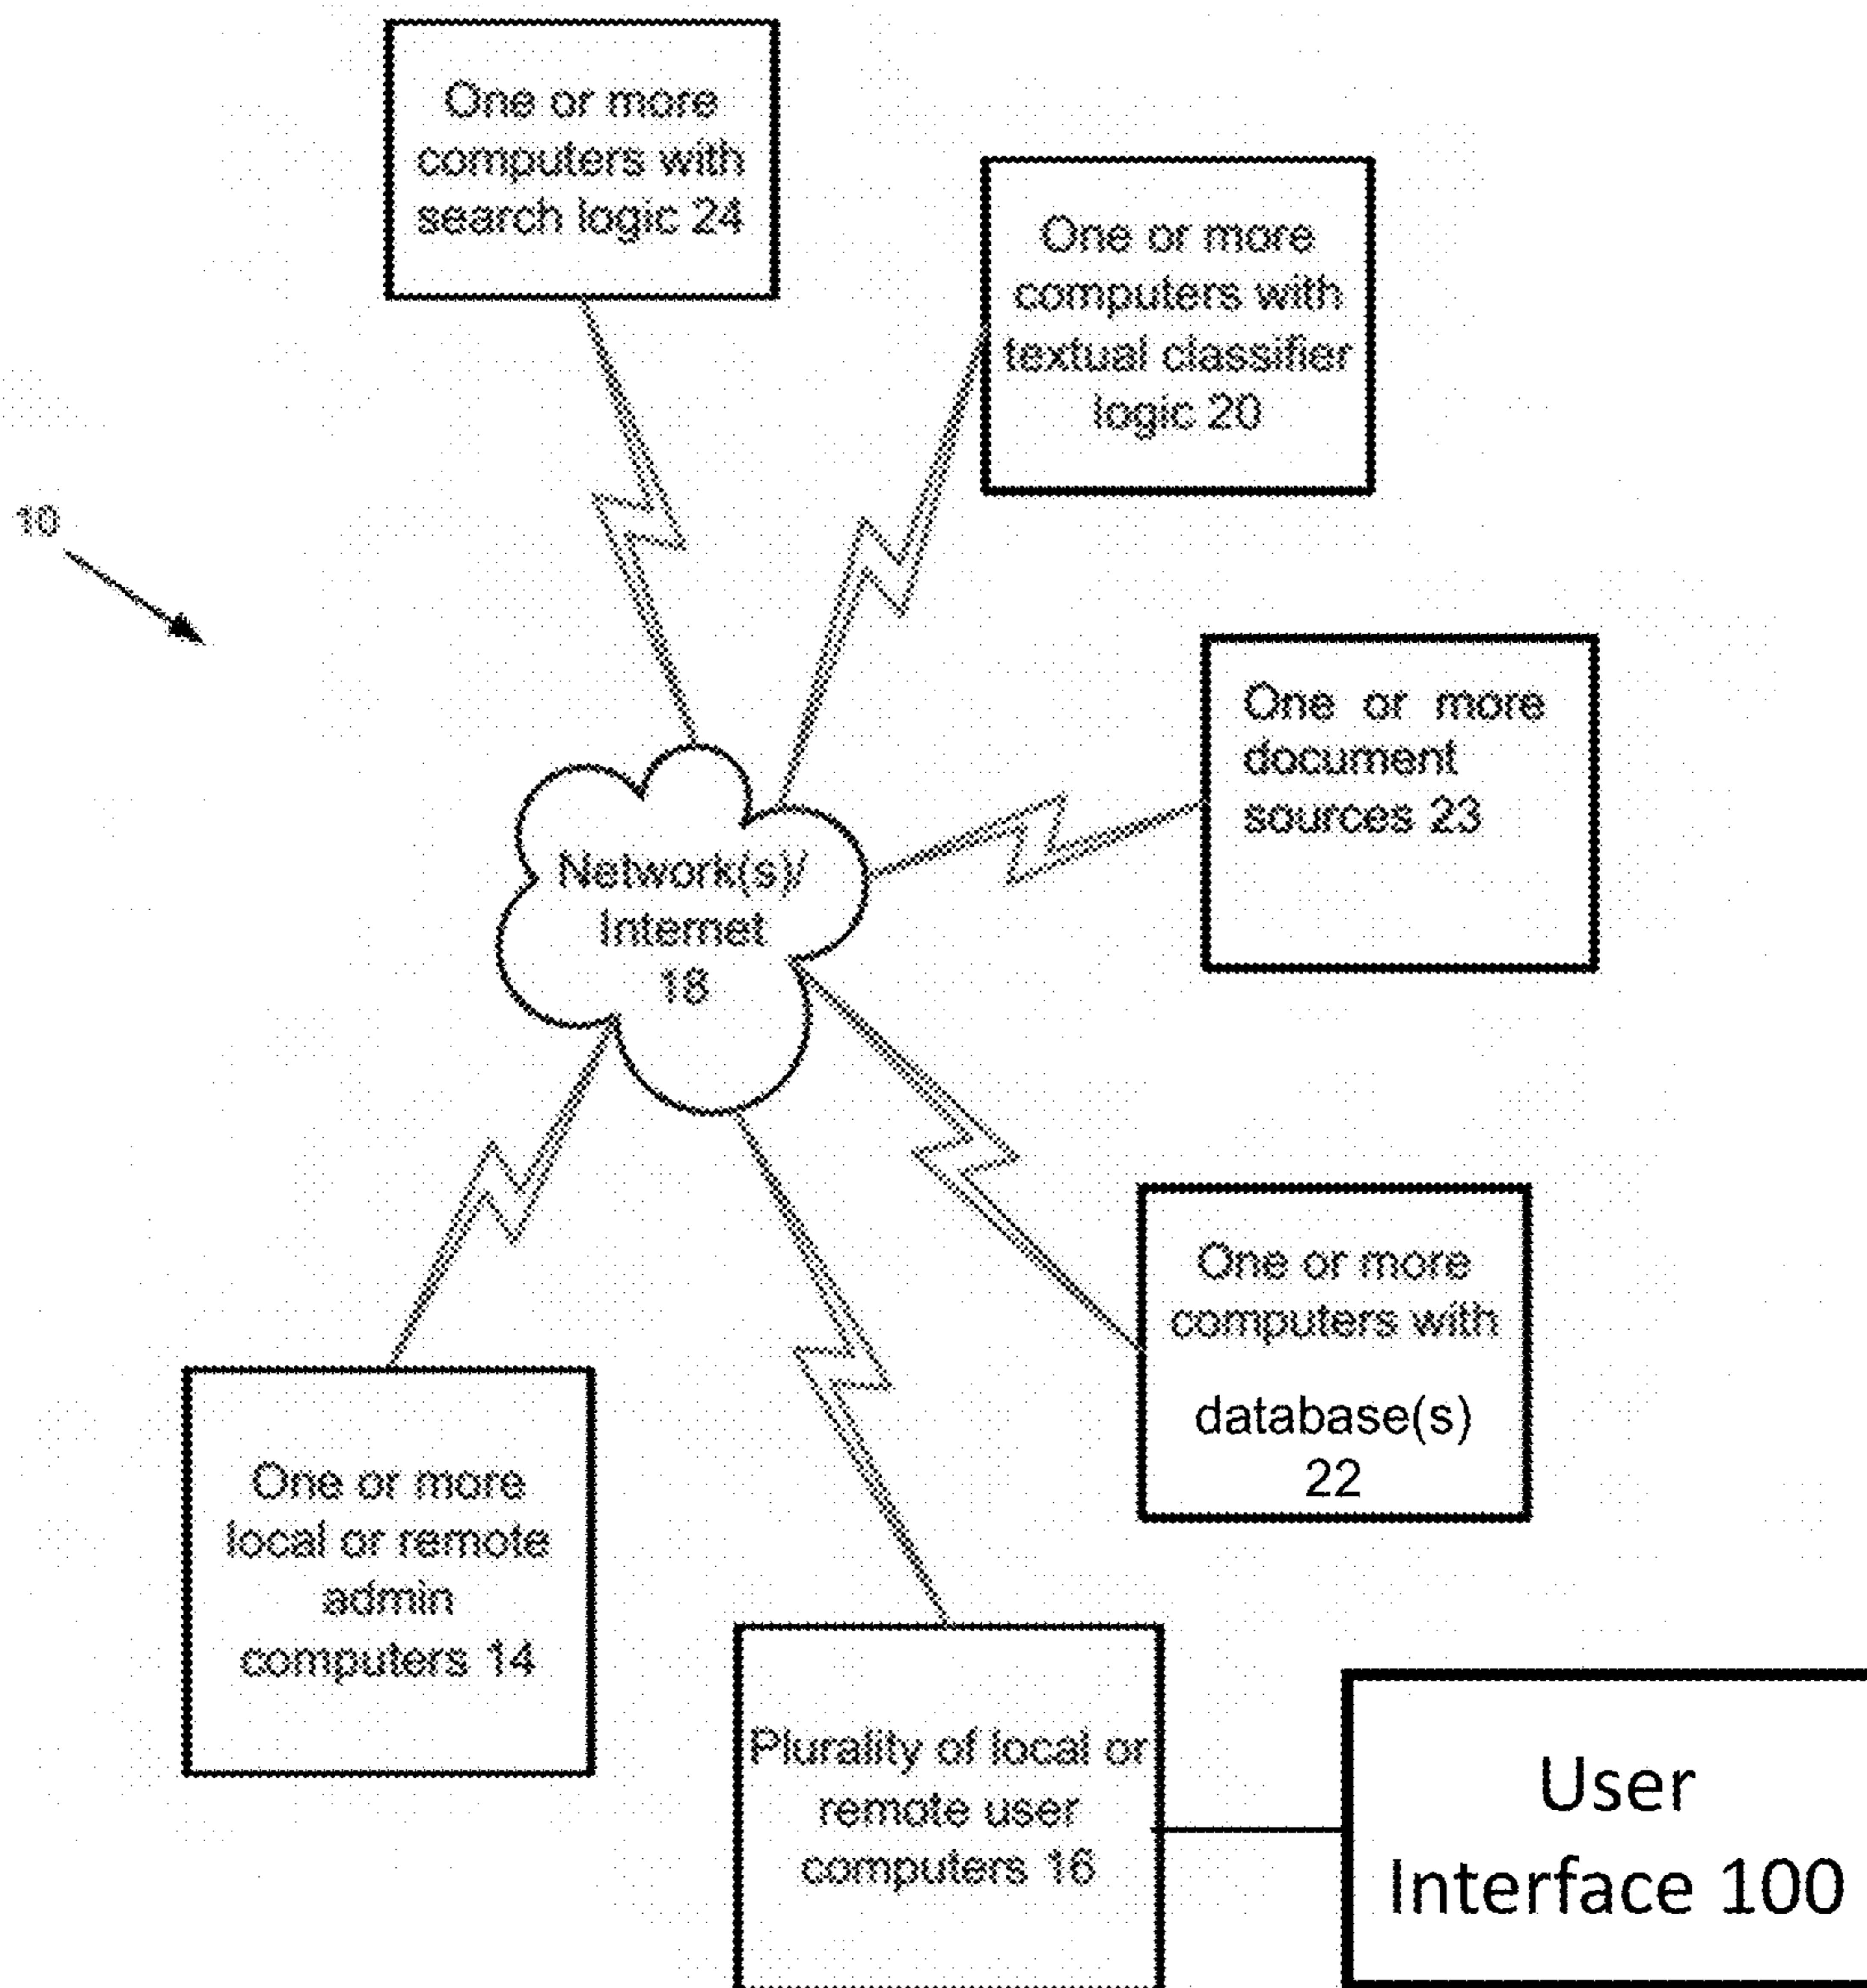 One or more
computers with
search logic 24
One or more
computers with
textual classifier
logic 20
10
One or more
document
sources 23
Network(s)/
Internet
18
One or more
computers with
database(s)
22
One or more
local or remote
admin
computers 14
Plurality of local or
remote user
computers 16
User
Interface 100